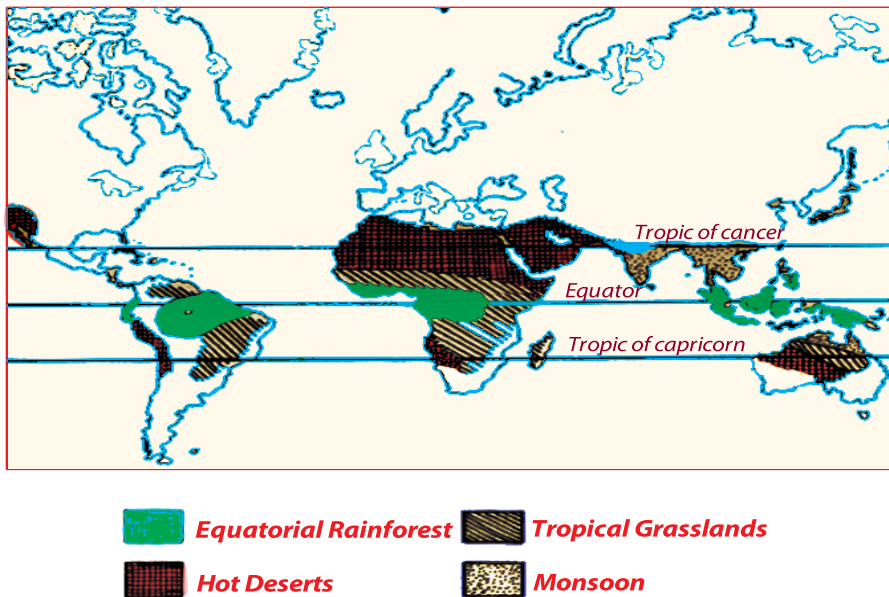 Tropic of cancer
Equator
Tropic of capricorn
Equatorial Rainforest
Tropical Grasslands
Hot Deserts
Monsoon